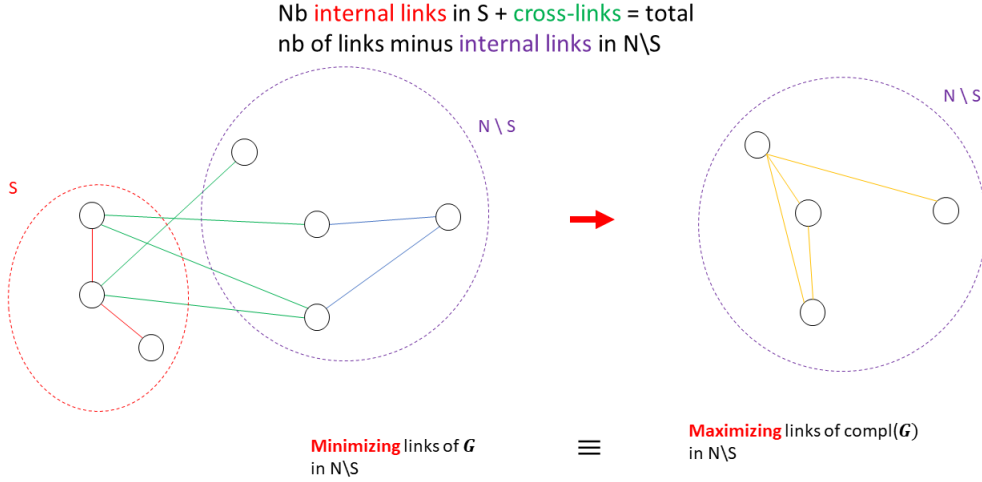 Nb internal links in S + cross-links = total
nb of links minus internal links in N\S
N \ S
N \ S
S
Minimizing links of G
in N\S
≡
Maximizing links of compl(G)
in N\S